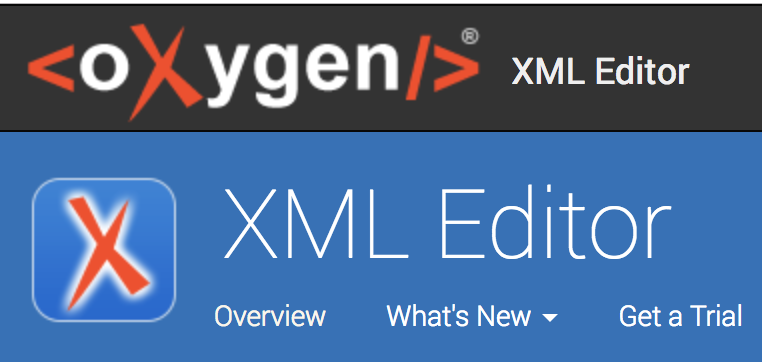 <oXygen/>® XML Editor
XML Editor
Overview What's New Get a Trial